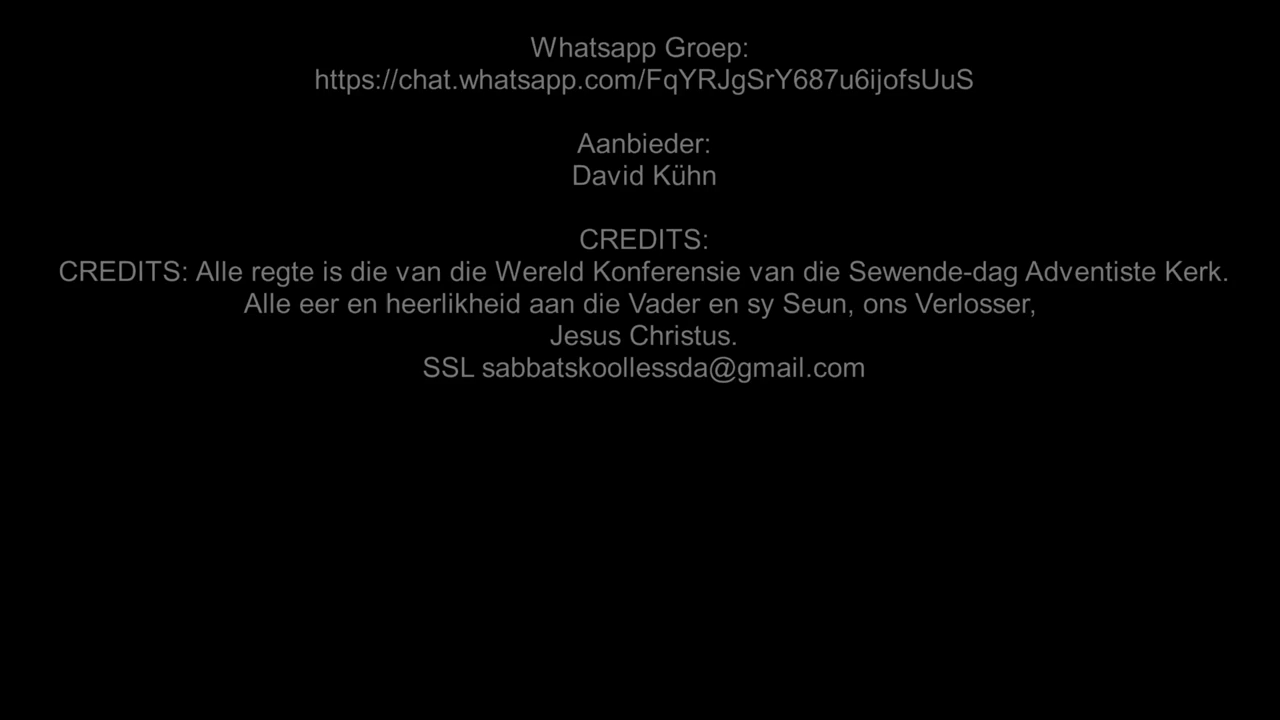 Whatsapp Groep:
https://chat.whatsapp.com/FqYRJgSrY687u6ijofsUuS
Aanbieder:
David Kühn
CREDITS:
CREDITS: Alle regte is die van die Wereld Konferensie van die Sewende-dag Adventiste Kerk.
Alle eer en heerlikheid aan die Vader en sy Seun, ons Verlosser,
Jesus Christus.
SSL sabbatskoollessda@gmail.com